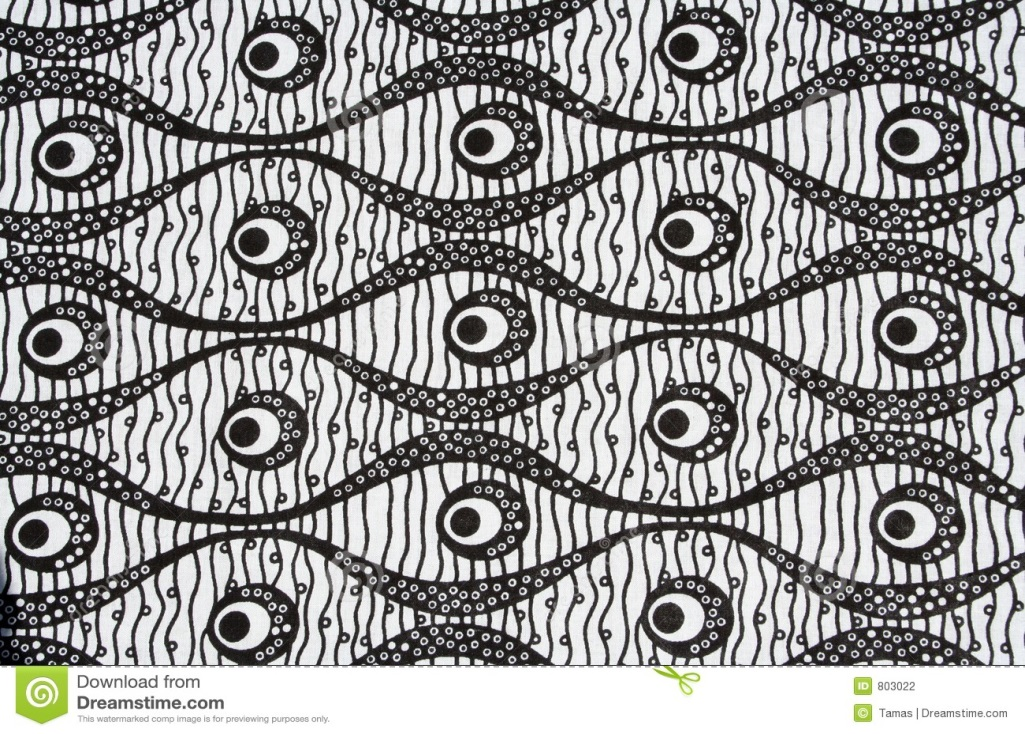 Download from
Dreamstime.com
This watermarked comp image is for previewing purposes only.
ID 803022
© Tamas | Dreamstime.com